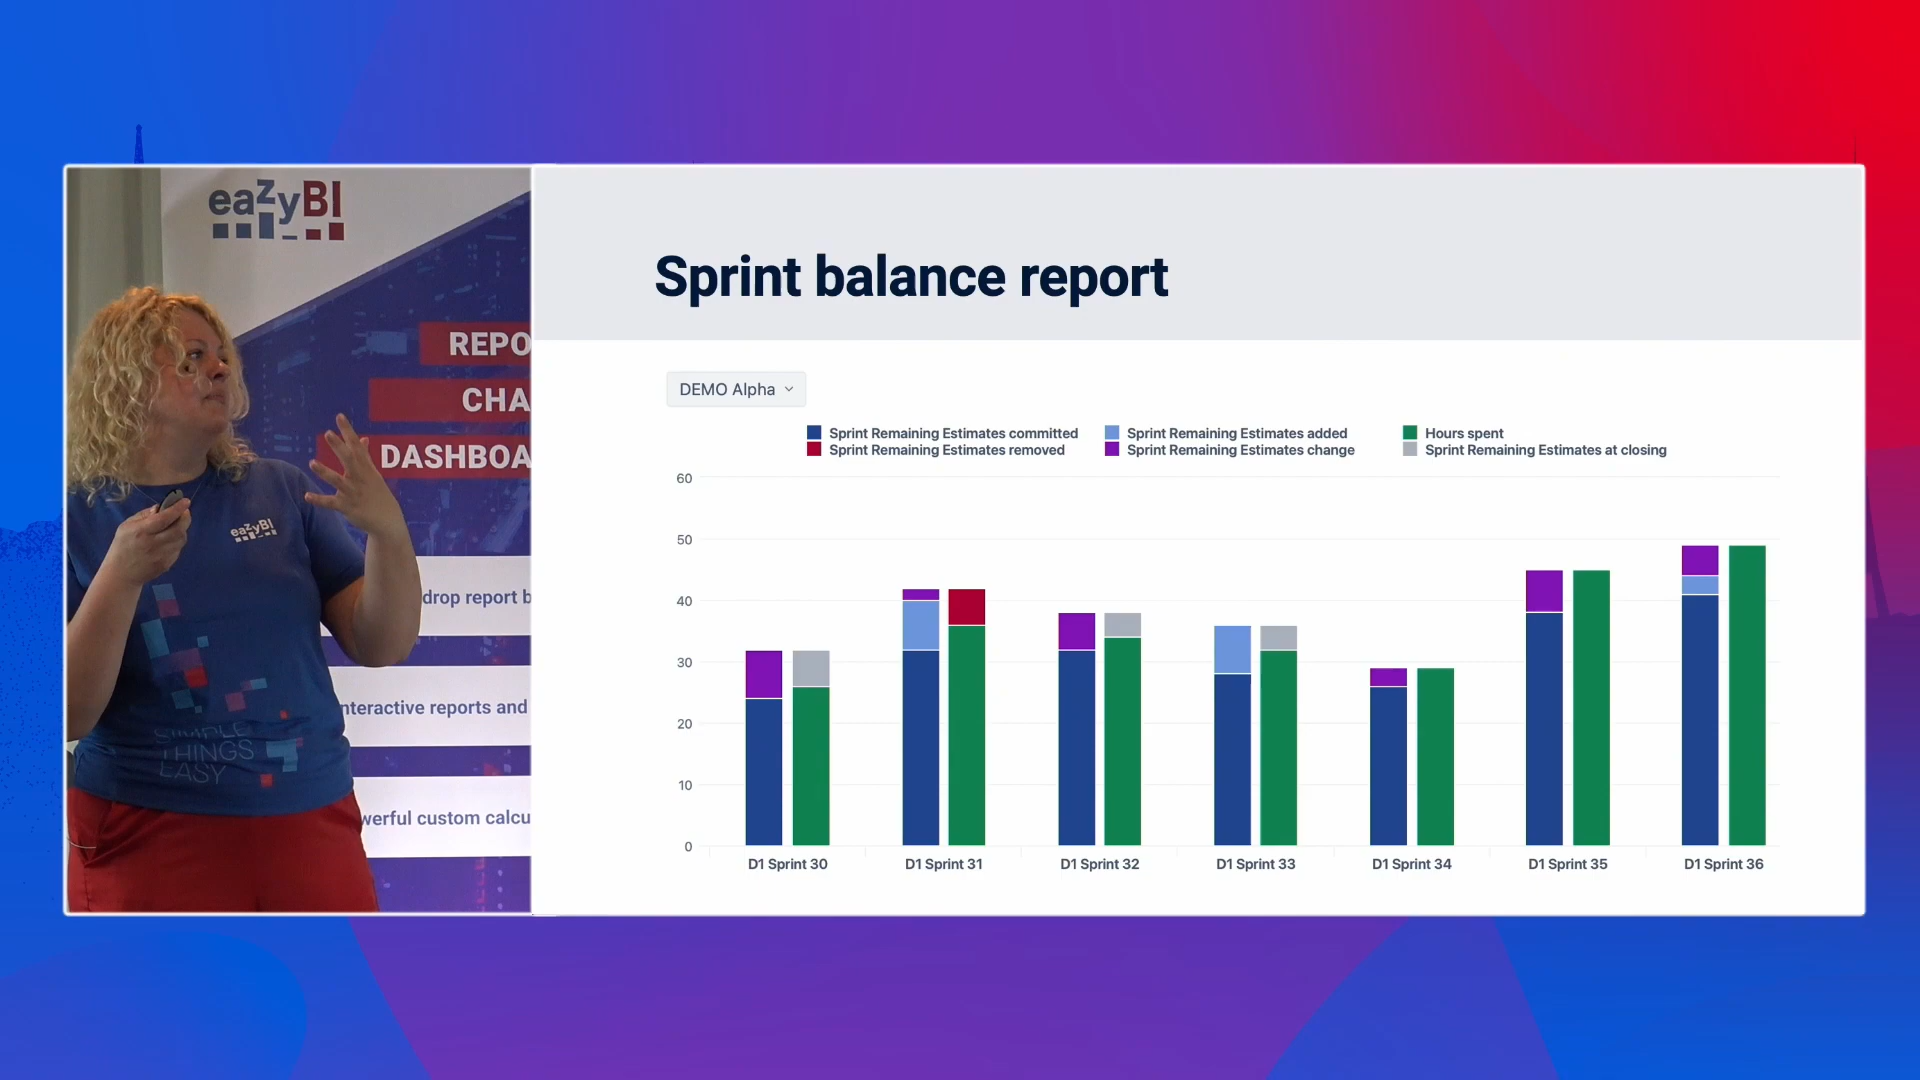 eazyBI
REPO
CHA
DASHBOA
eazyBI
drop report b
nteractive reports and
werful custom calcu
SIMPLE
THINGS
EASY
Sprint balance report
DEMO Alpha
Sprint Remaining Estimates committed
Sprint Remaining Estimates added
Hours spent
Sprint Remaining Estimates removed
Sprint Remaining Estimates change
Sprint Remaining Estimates at closing
60
50
40
30
20
10
0
D1 Sprint 30
D1 Sprint 31
D1 Sprint 32
D1 Sprint 33
D1 Sprint 34
D1 Sprint 35
D1 Sprint 36